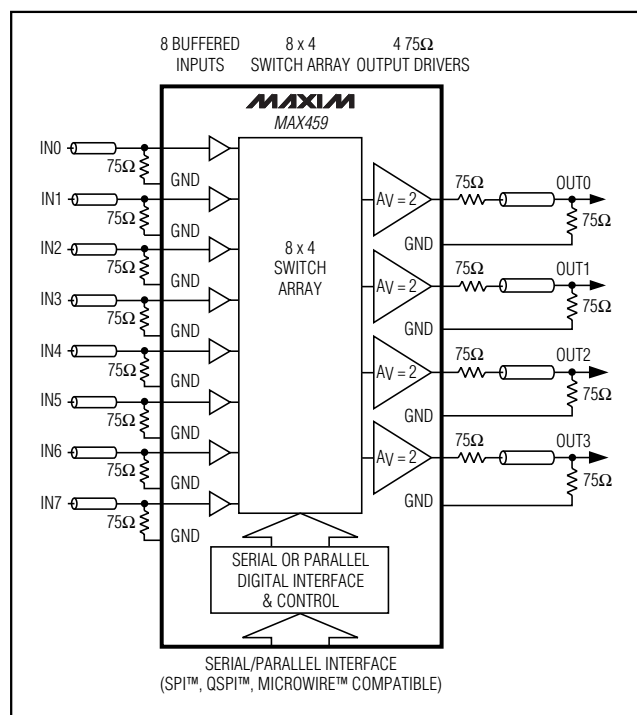 8 BUFFERED INPUTS
8 x 4 SWITCH ARRAY
4 75Ω OUTPUT DRIVERS
MAXIM
MAX459
IN0
75Ω
GND
IN1
75Ω
GND
IN2
75Ω
GND
IN3
75Ω
GND
IN4
75Ω
GND
IN5
75Ω
GND
IN6
75Ω
GND
IN7
75Ω
GND
8 x 4
SWITCH
ARRAY
AV = 2
75Ω
OUT0
75Ω
GND
AV = 2
75Ω
OUT1
75Ω
GND
AV = 2
75Ω
OUT2
75Ω
GND
AV = 2
75Ω
OUT3
75Ω
GND
SERIAL OR PARALLEL
DIGITAL INTERFACE
& CONTROL
SERIAL/PARALLEL INTERFACE
(SPI™, QSPI™, MICROWIRE™ COMPATIBLE)